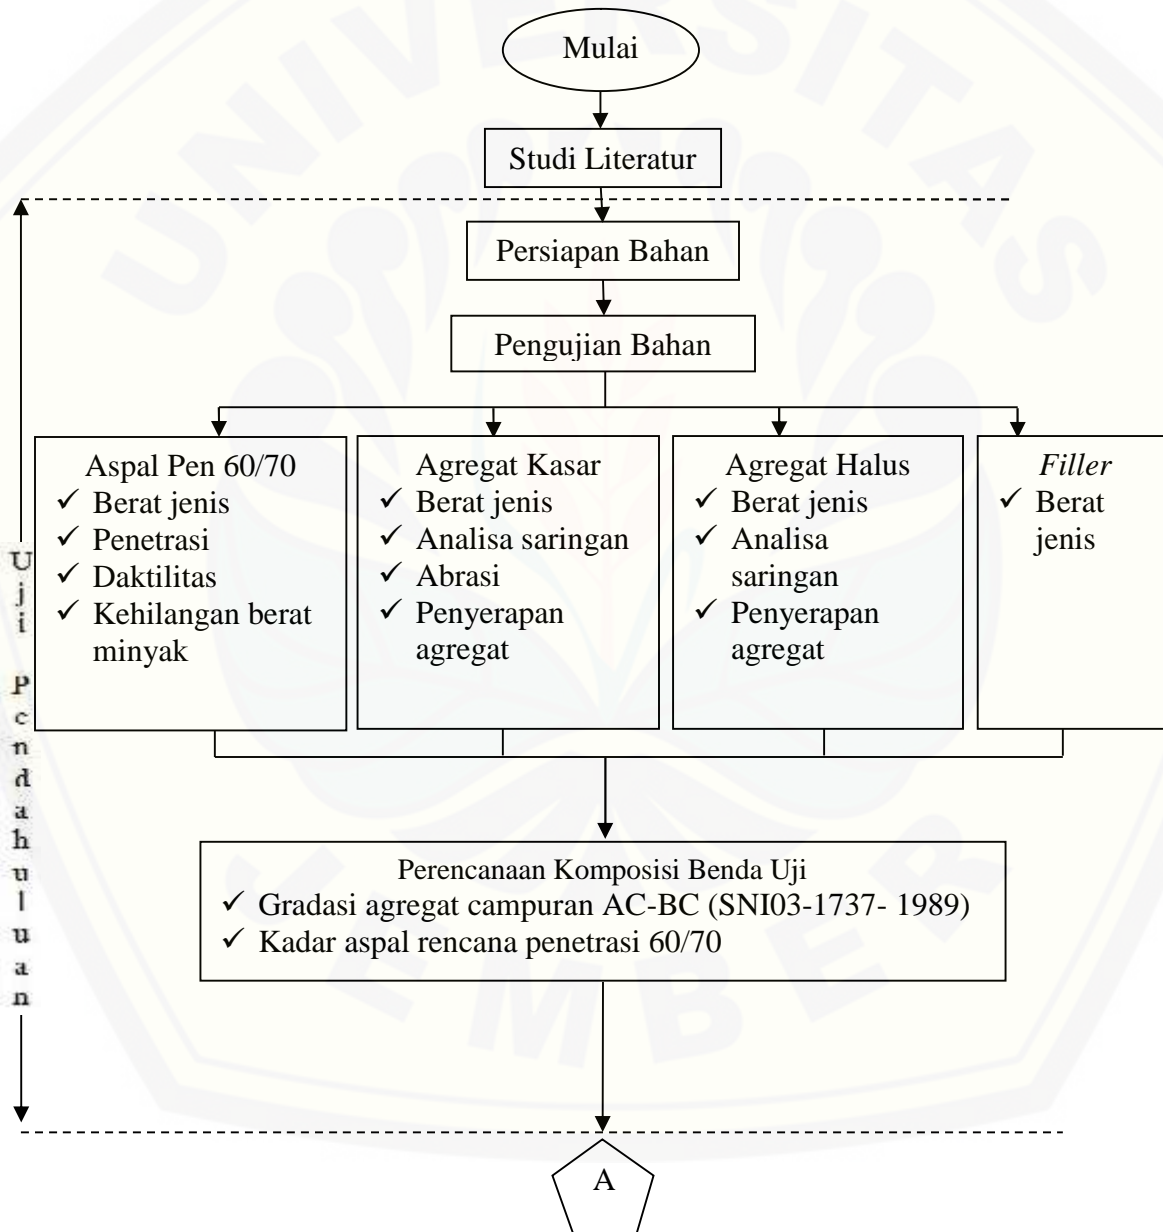 UNIVERSITAS
Mulai
Studi Literatur
Persiapan Bahan
Pengujian Bahan
Aspal Pen 60/70
✓ Berat jenis
✓ Penetrasi
✓ Daktilitas
✓ Kehilangan berat
minyak
Agregat Kasar
✓ Berat jenis
✓ Analisa saringan
✓ Abrasi
✓ Penyerapan
agregat
Agregat Halus
✓ Berat jenis
✓ Analisa
saringan
✓ Penyerapan
agregat
Filler
✓ Berat
jenis
Uji Pendahuluan
Perencanaan Komposisi Benda Uji
✓ Gradasi agregat campuran AC-BC (SNI03-1737- 1989)
✓ Kadar aspal rencana penetrasi 60/70
JEMBER
A